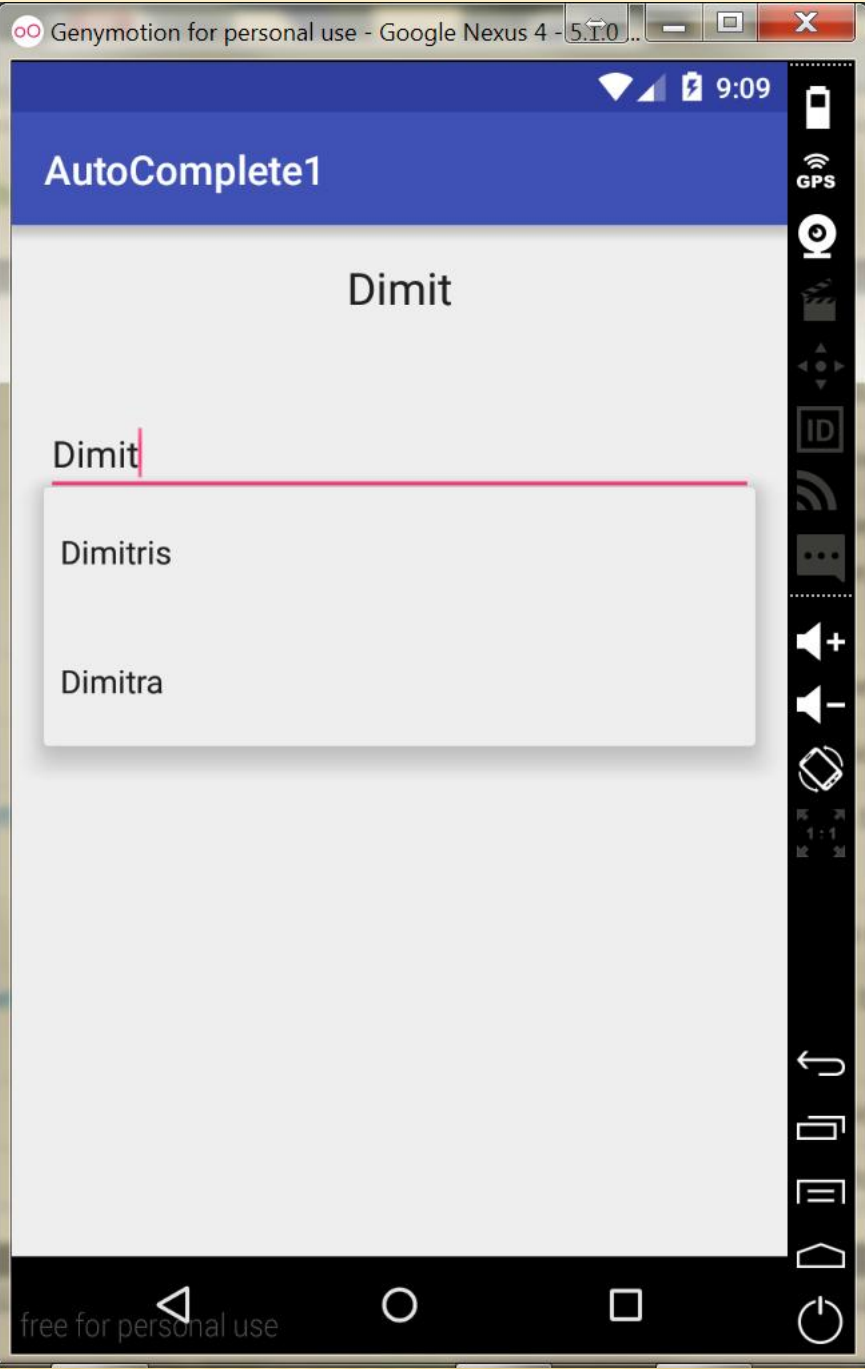 Genymotion for personal use - Google Nexus 4 - 5.1.0 ...
9:09
AutoComplete1
GPS
Dimit
ID
Dimit
Dimitris
Dimitra
1:1
free for personal use